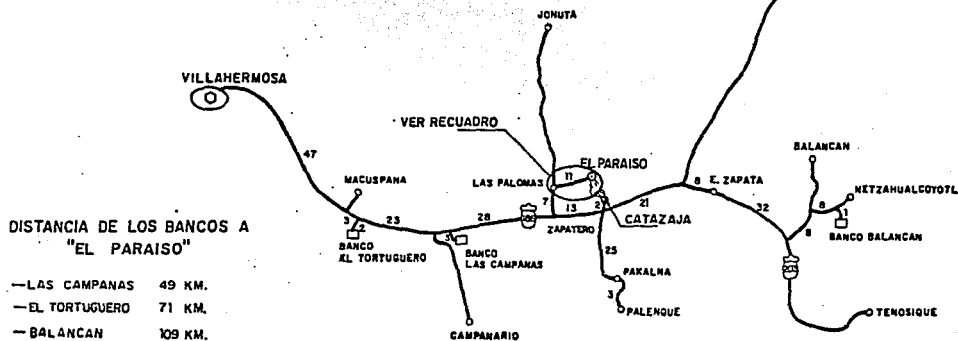 JONUTA
VILLAHERMOSA
VER RECUADRO
47
MACUSPANA
3
2
BANCO
EL TORTUGUERO
23
28
3
BANCO
LAS CAMPANAS
CAMPANARIO
EL PARAISO
11
LAS PALOMAS
7
13
2
ZAPATERO
CATAZAJA
21
25
PAKALNA
3
PALENQUE
8
E. ZAPATA
32
BALANCAN
8
NETZAHUALCOYOTL
1
BANCO BALANCAN
8
TENOSIQUE
DISTANCIA DE LOS BANCOS A
"EL PARAISO"
—LAS CAMPANAS 49 KM.
—EL TORTUGUERO 71 KM.
—BALANCAN 109 KM.